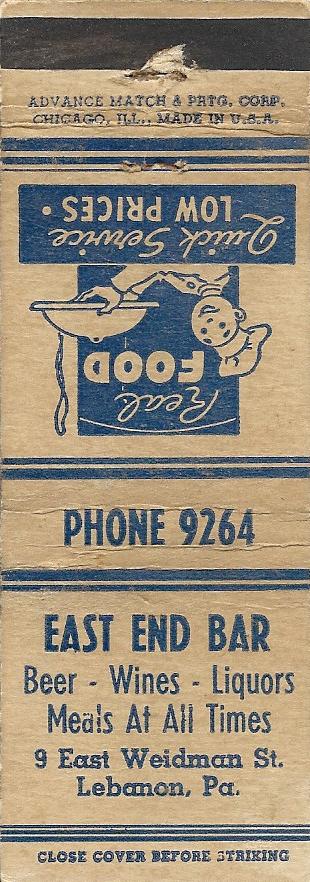 ADVANCE MATCH & PRTG. CORP.
CHICAGO, ILL., MADE IN U.S.A.
Real
FOOD
Quick Service
LOW PRICES •
PHONE 9264
EAST END BAR
Beer - Wines - Liquors
Meals At All Times
9 East Weidman St.
Lebanon, Pa.
CLOSE COVER BEFORE STRIKING